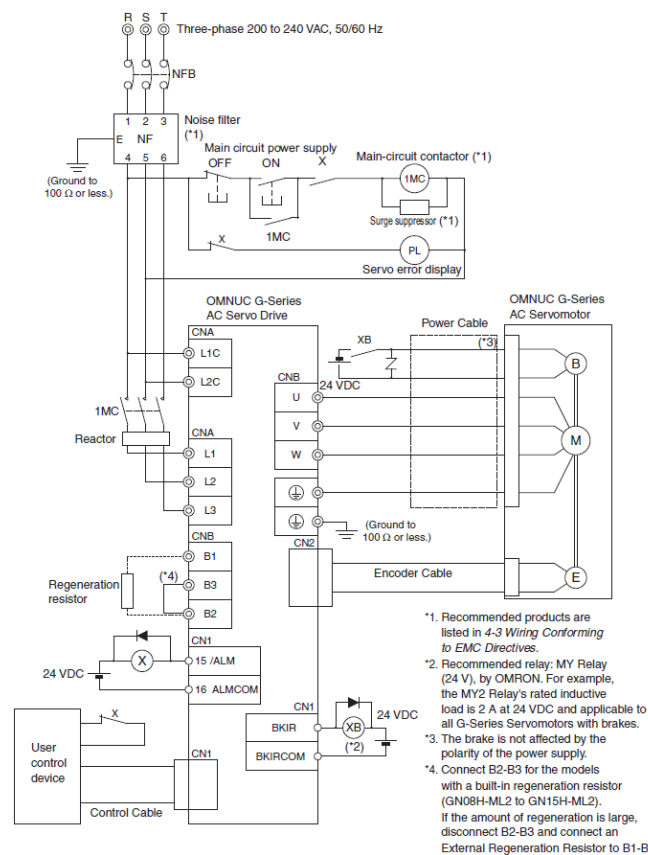 R S T
Three-phase 200 to 240 VAC, 50/60 Hz
NFB
1 2 3
Noise filter
(*1)
E NF
4 5 6
(Ground to
100 Ω or less.)
Main circuit power supply
OFF ON X
Main-circuit contactor (*1)
1MC
Surge suppressor (*1)
1MC
X
PL
Servo error display
OMNUC G-Series
AC Servo Drive
OMNUC G-Series
AC Servomotor
Power Cable
(*3)
XB
24 VDC
CNA
L1C
L2C
CNB
U
V
W
B
M
E
1MC
Reactor
CNA
L1
L2
L3
(Ground to
100 Ω or less.)
CN2
Encoder Cable
CNB
B1
B3
B2
(*4)
Regeneration
resistor
CN1
15 /ALM
16 ALMCOM
X
24 VDC
X
User
control
device
CN1
Control Cable
CN1
BKIR
BKIRCOM
XB
(*2)
24 VDC
*1. Recommended products are
listed in 4-3 Wiring Conforming
to EMC Directives.
*2. Recommended relay: MY Relay
(24 V), by OMRON. For example,
the MY2 Relay's rated inductive
load is 2 A at 24 VDC and applicable to
all G-Series Servomotors with brakes.
*3. The brake is not affected by the
polarity of the power supply.
*4. Connect B2-B3 for the models
with a built-in regeneration resistor
(GN08H-ML2 to GN15H-ML2).
If the amount of regeneration is large,
disconnect B2-B3 and connect an
External Regeneration Resistor to B1-B